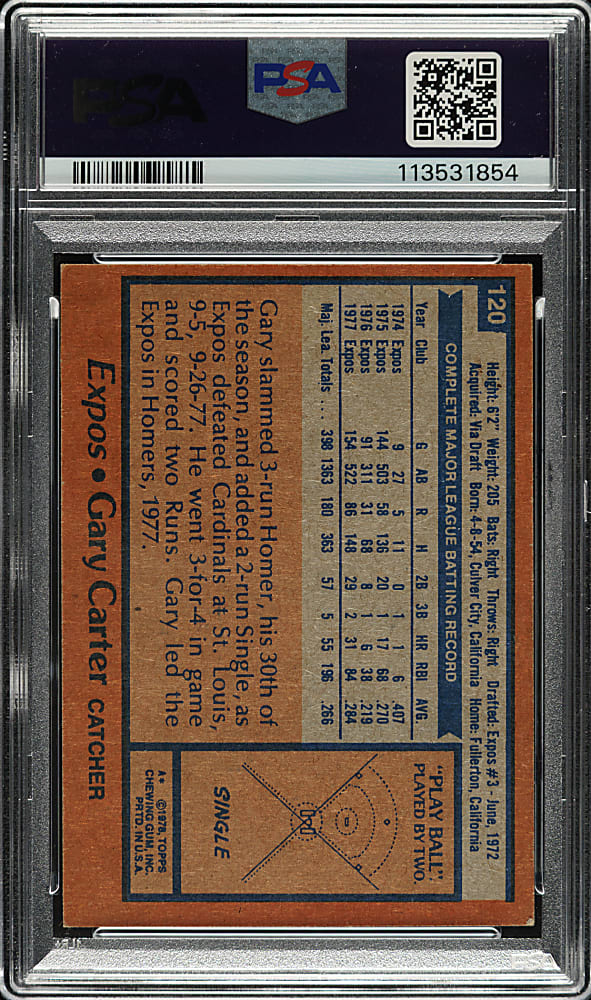 PSA
PSA
113531854
120
Height: 6'2" Weight: 205 Bats: Right Throws: Right Drafted: Expos #3 - June, 1972
Acquired: Via Draft Born: 4-8-54, Culver City, California Home: Fullerton, California
COMPLETE MAJOR LEAGUE BATTING RECORD
Year Club G AB R H 2B 3B HR RBI AVG.
1974 Expos 9 27 5 11 0 1 1 6 .407
1975 Expos 144 503 58 136 20 1 17 68 .270
1976 Expos 91 311 31 68 8 1 6 38 .219
1977 Expos 154 522 86 148 29 2 31 84 .284
Maj. Lea. Totals ... 398 1363 180 363 57 5 55 196 .266
Gary slammed 3-run Homer, his 30th of
the season, and added a 2-run Single, as
Expos defeated Cardinals at St. Louis,
9-5, 9-26-77. He went 3-for-4 in game
and scored two Runs. Gary led the
Expos in Homers, 1977.
"PLAY BALL"
PLAYED BY TWO.
SINGLE
Expos • Gary Carter CATCHER
A* ©1978, TOPPS
CHEWING GUM, INC.
PRTD. IN U.S.A.